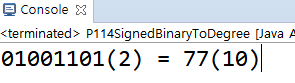 Console
<terminated> P114SignedBinaryToDegree [Java A
01001101(2) = 77(10)